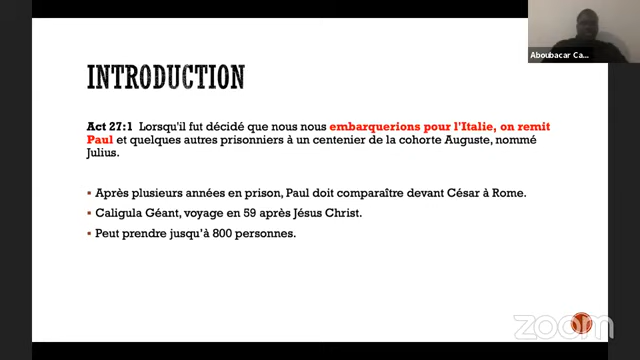 Aboubacar Ca...
INTRODUCTION
Act 27:1 Lorsqu'il fut décidé que nous nous embarquerions pour l'Italie, on remit
Paul et quelques autres prisonniers à un centenier de la cohorte Auguste, nommé
Julius.
▪ Après plusieurs années en prison, Paul doit comparaître devant César à Rome.
▪ Caligula Géant, voyage en 59 après Jésus Christ.
▪ Peut prendre jusqu'à 800 personnes.
zoom